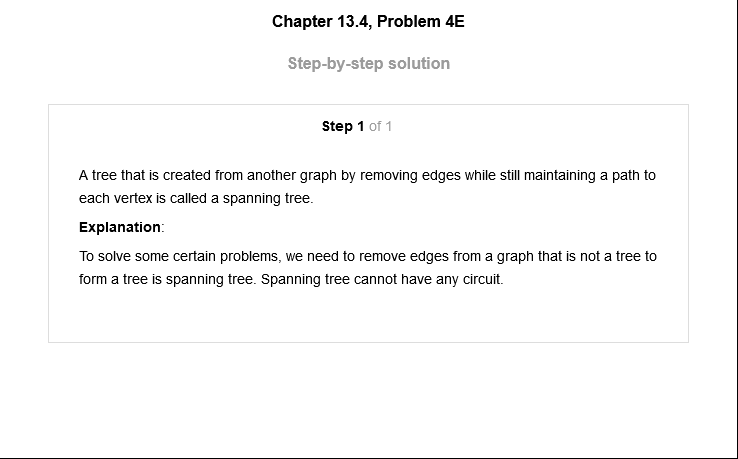 Chapter 13.4, Problem 4E
Step-by-step solution
Step 1 of 1
A tree that is created from another graph by removing edges while still maintaining a path to
each vertex is called a spanning tree.
Explanation:
To solve some certain problems, we need to remove edges from a graph that is not a tree to
form a tree is spanning tree. Spanning tree cannot have any circuit.